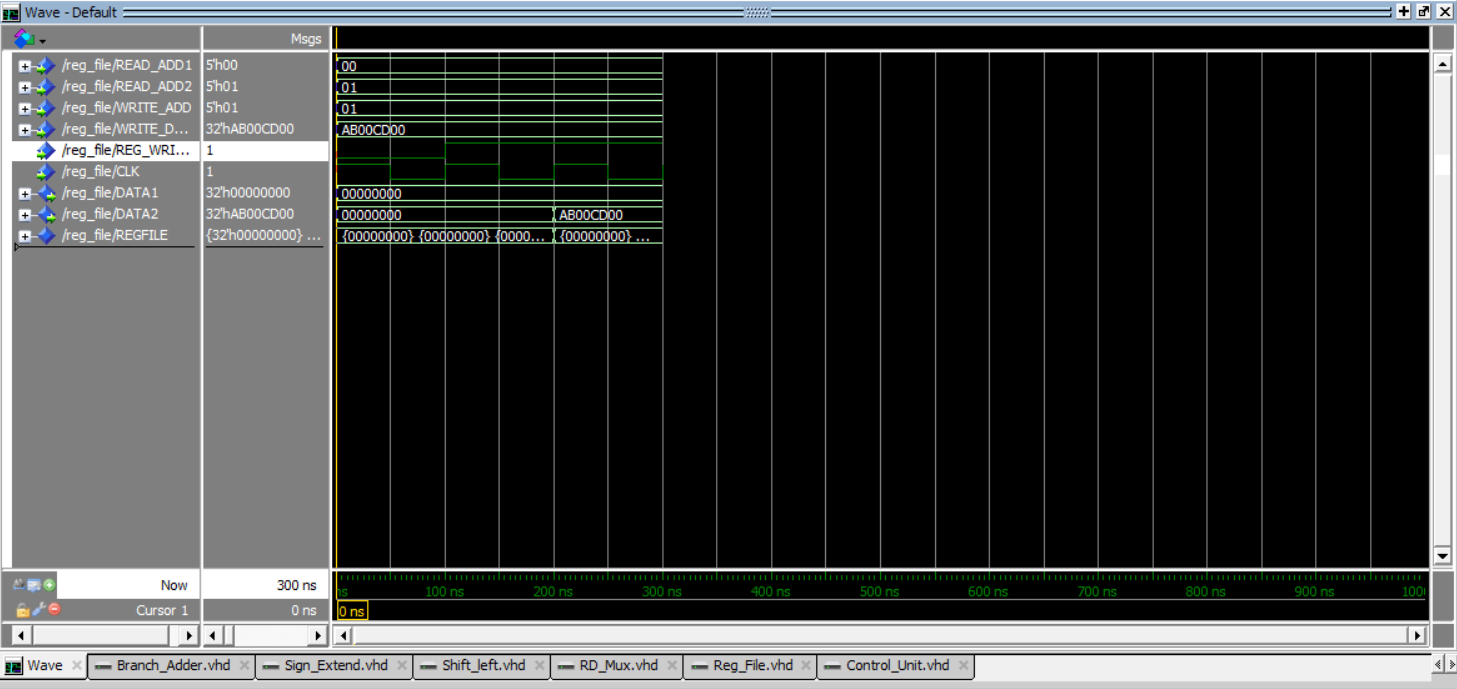 Wave - Default
Msgs
/reg_file/READ_ADD1 5'h00 00
/reg_file/READ_ADD2 5'h01 01
/reg_file/WRITE_ADD 5'h01 01
/reg_file/WRITE_D... 32'hAB00CD00 AB00CD00
/reg_file/REG_WRI... 1
/reg_file/CLK 1
/reg_file/DATA1 32'h00000000 00000000
/reg_file/DATA2 32'hAB00CD00 00000000 AB00CD00
/reg_file/REGFILE {32'h00000000} ... {00000000} {00000000} {0000... {00000000} ...
Now 300 ns ns 100 ns 200 ns 300 ns 400 ns 500 ns 600 ns 700 ns 800 ns 900 ns 100
Cursor 1 0 ns 0 ns
Wave Branch_Adder.vhd Sign_Extend.vhd Shift_left.vhd RD_Mux.vhd Reg_File.vhd Control_Unit.vhd